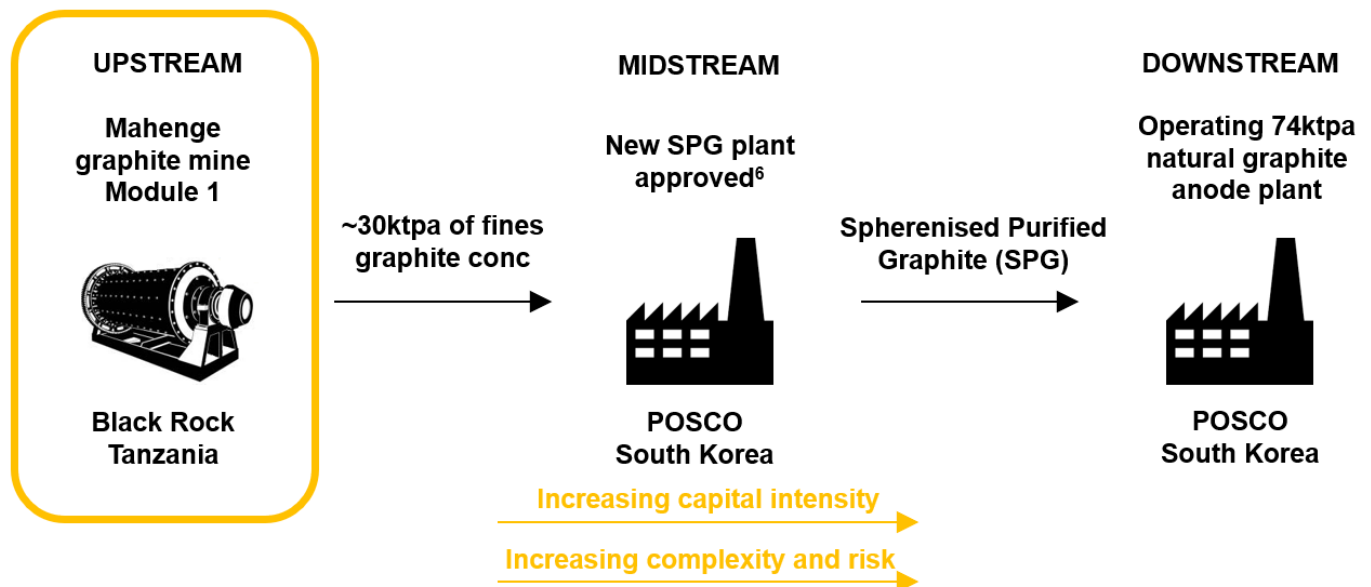 UPSTREAM
Mahenge
graphite mine
Module 1
Black Rock
Tanzania
~30ktpa of fines
graphite conc
MIDSTREAM
New SPG plant
approved⁶
POSCO
South Korea
Spherenised Purified
Graphite (SPG)
DOWNSTREAM
Operating 74ktpa
natural graphite
anode plant
POSCO
South Korea
Increasing capital intensity
Increasing complexity and risk